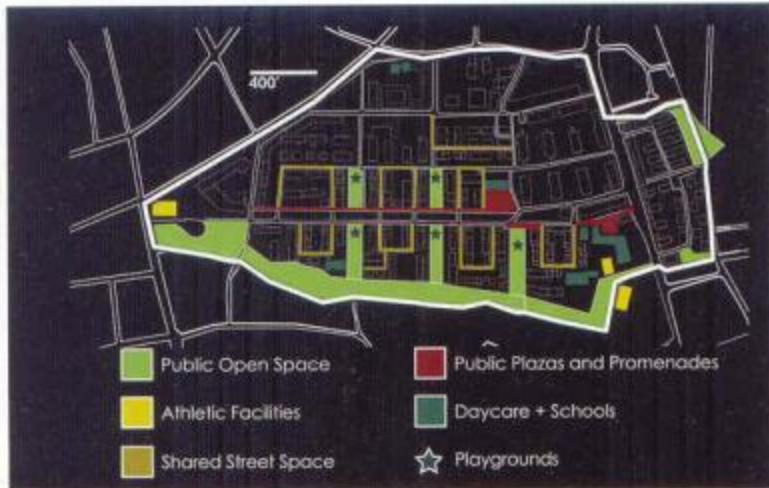 400'
Public Open Space
Public Plazas and Promenades
Athletic Facilities
Daycare + Schools
Shared Street Space
Playgrounds